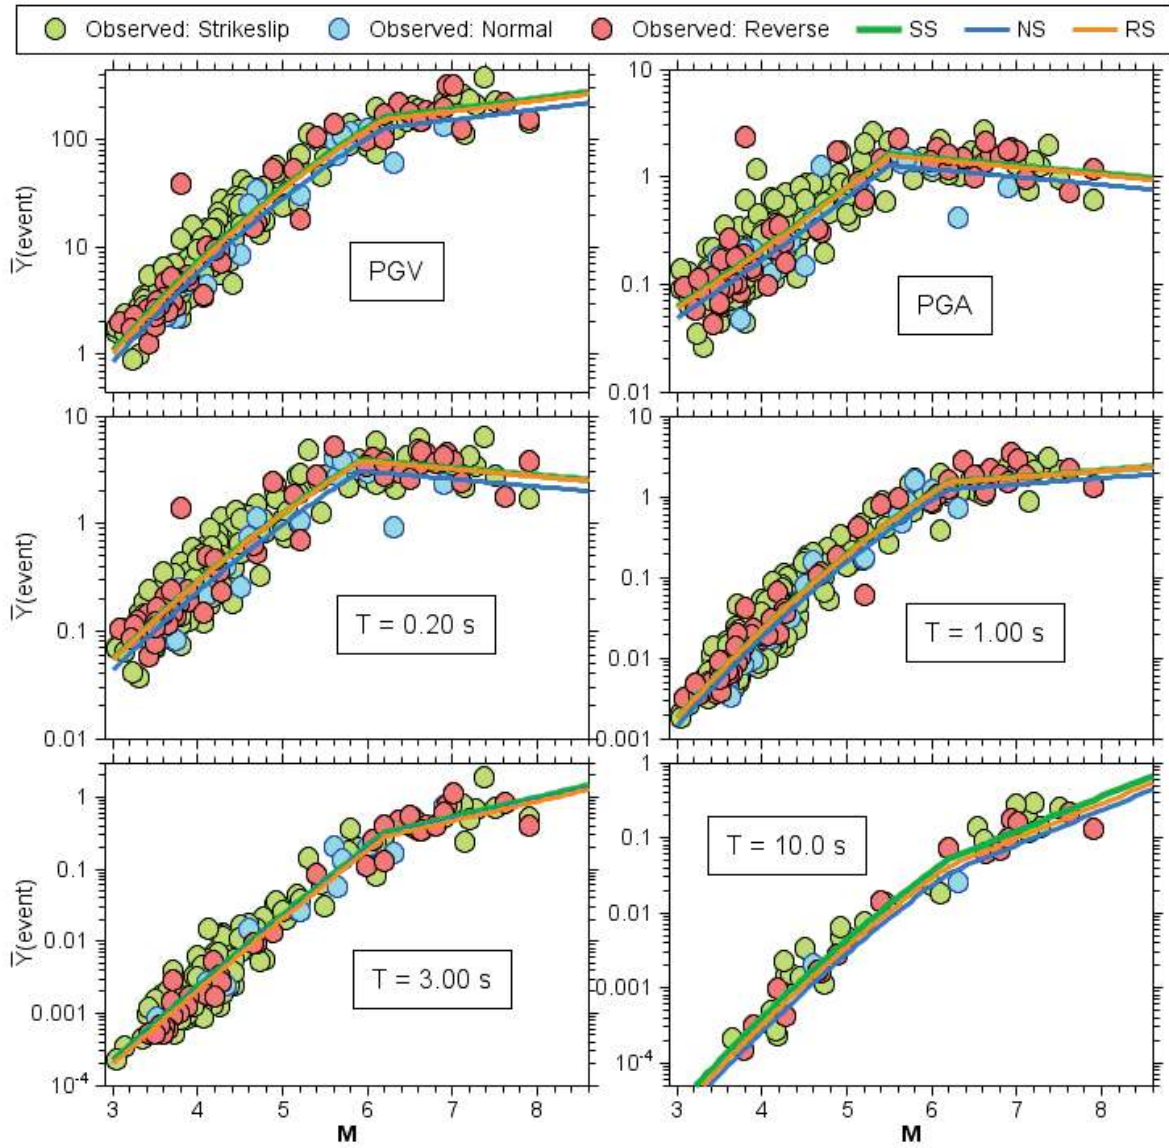 Observed: Strikeslip Observed: Normal Observed: Reverse SS NS RS
100
10
1
Ȳ(event)
PGV
10
1
0.1
0.01
PGA
10
1
0.1
0.01
Ȳ(event)
T = 0.20 s
10
1
0.1
0.01
0.001
T = 1.00 s
1
0.1
0.01
0.001
10⁻⁴
Ȳ(event)
T = 3.00 s
3 4 5 6 7 8
M
1
0.1
0.01
0.001
10⁻⁴
T = 10.0 s
3 4 5 6 7 8
M